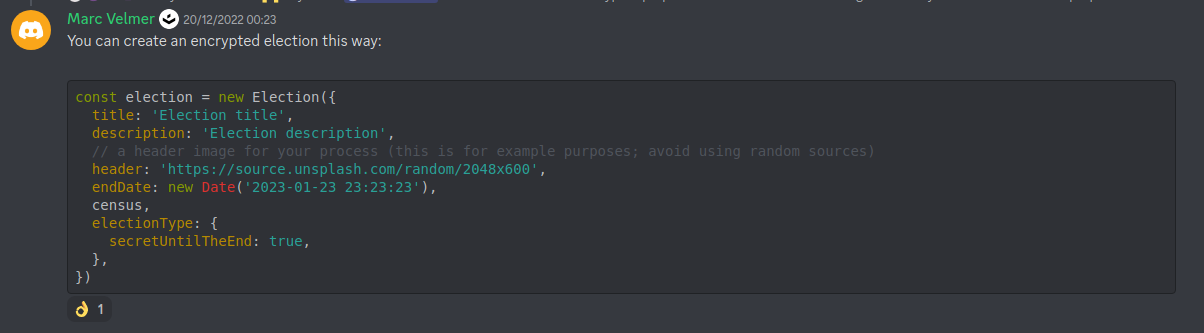 Marc Velmer 20/12/2022 00:23
You can create an encrypted election this way:
const election = new Election({
  title: 'Election title',
  description: 'Election description',
  // a header image for your process (this is for example purposes; avoid using random sources)
  header: 'https://source.unsplash.com/random/2048x600',
  endDate: new Date('2023-01-23 23:23:23'),
  census,
  electionType: {
    secretUntilTheEnd: true,
  },
})
1